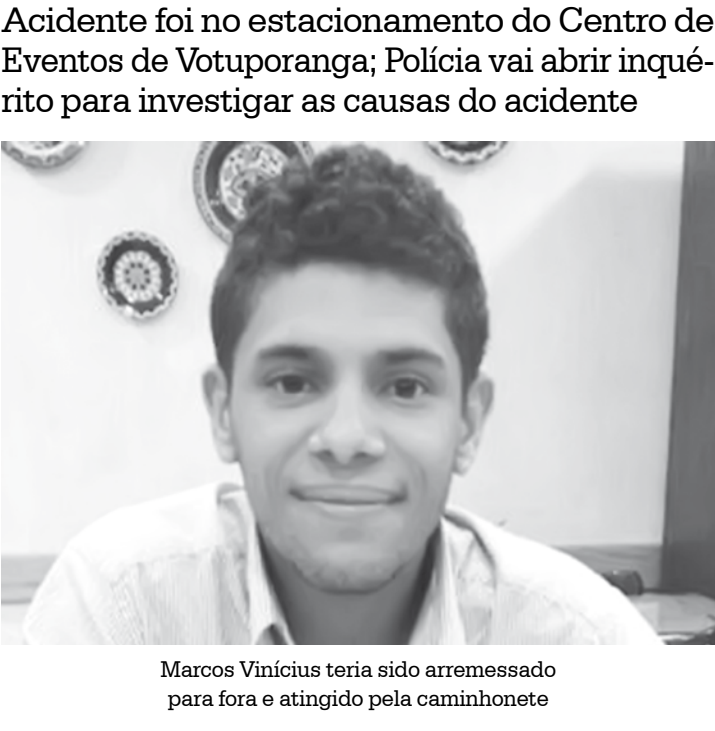 Acidente foi no estacionamento do Centro de
Eventos de Votuporanga; Polícia vai abrir inqué-
rito para investigar as causas do acidente
Marcos Vinícius teria sido arremessado
para fora e atingido pela caminhonete